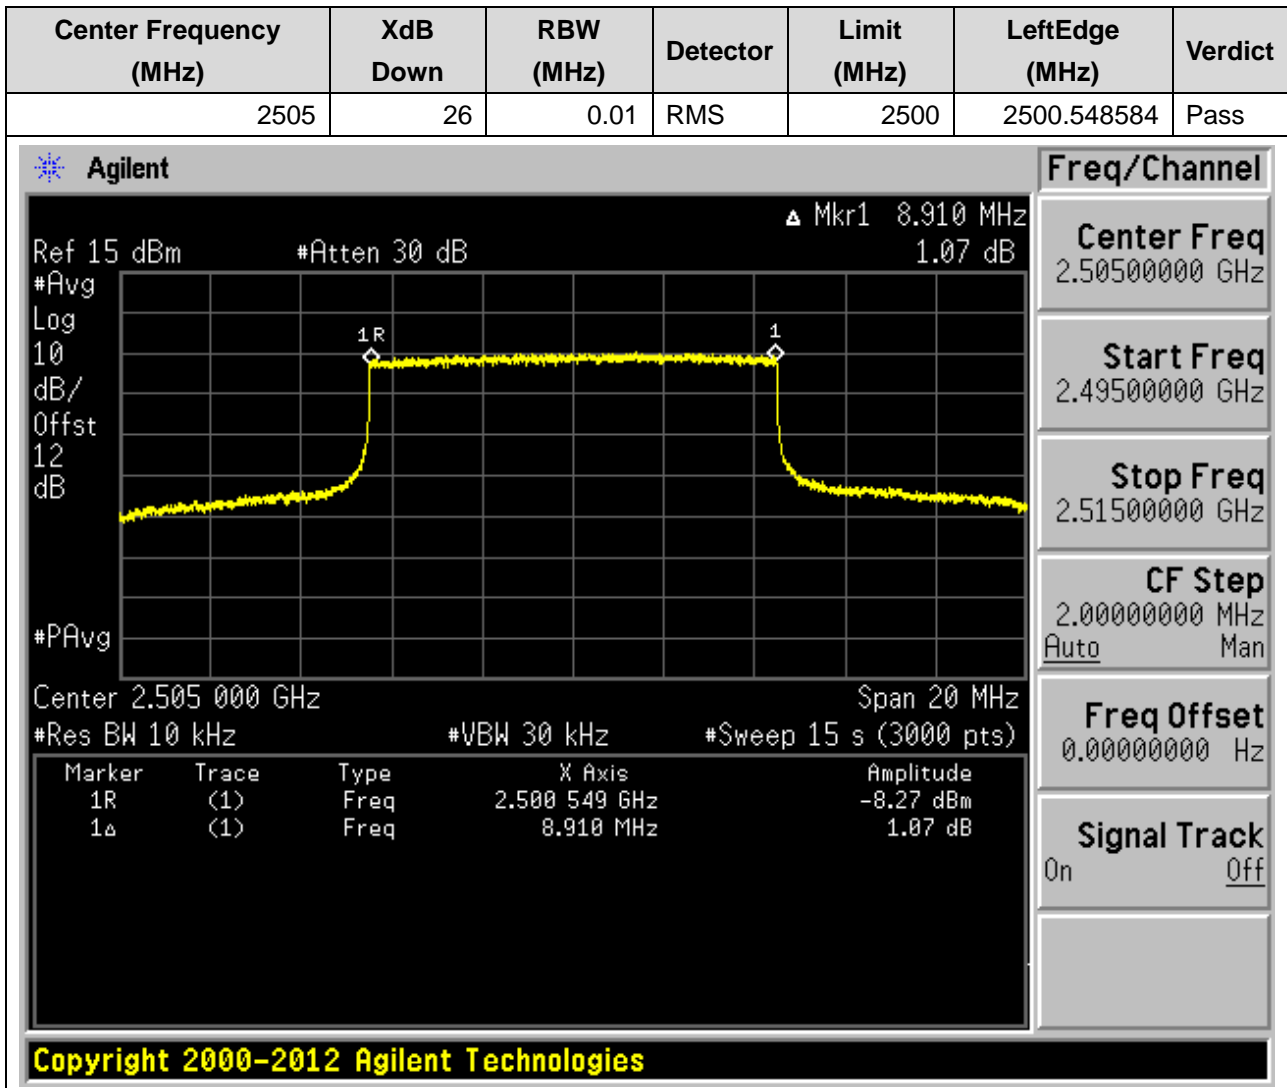 Center Frequency (MHz) XdB Down RBW (MHz) Detector Limit (MHz) LeftEdge (MHz) Verdict
2505 26 0.01 RMS 2500 2500.548584 Pass
Agilent
Freq/Channel
Δ Mkr1 8.910 MHz
Ref 15 dBm #Atten 30 dB 1.07 dB
#Avg
Log
10
dB/
Offst
12
dB
#PAvg
1R
1
Center 2.505 000 GHz Span 20 MHz
#Res BW 10 kHz #VBW 30 kHz #Sweep 15 s (3000 pts)
Marker Trace Type X Axis Amplitude
1R (1) Freq 2.500 549 GHz -8.27 dBm
1Δ (1) Freq 8.910 MHz 1.07 dB
Center Freq
2.50500000 GHz
Start Freq
2.49500000 GHz
Stop Freq
2.51500000 GHz
CF Step
2.00000000 MHz
Auto Man
Freq Offset
0.00000000 Hz
Signal Track
On Off
Copyright 2000-2012 Agilent Technologies